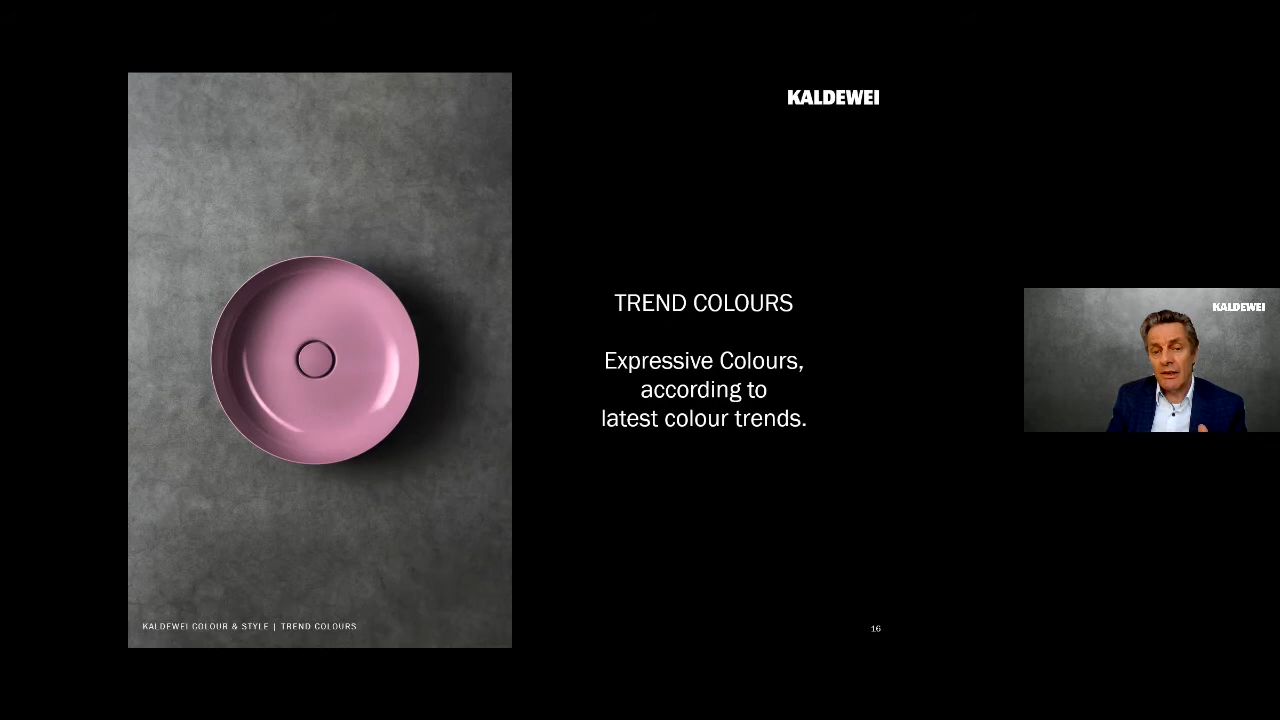 KALDEWEI
TREND COLOURS
Expressive Colours,
according to
latest colour trends.
KALDEWEI
KALDEWEI COLOUR & STYLE | TREND COLOURS
16